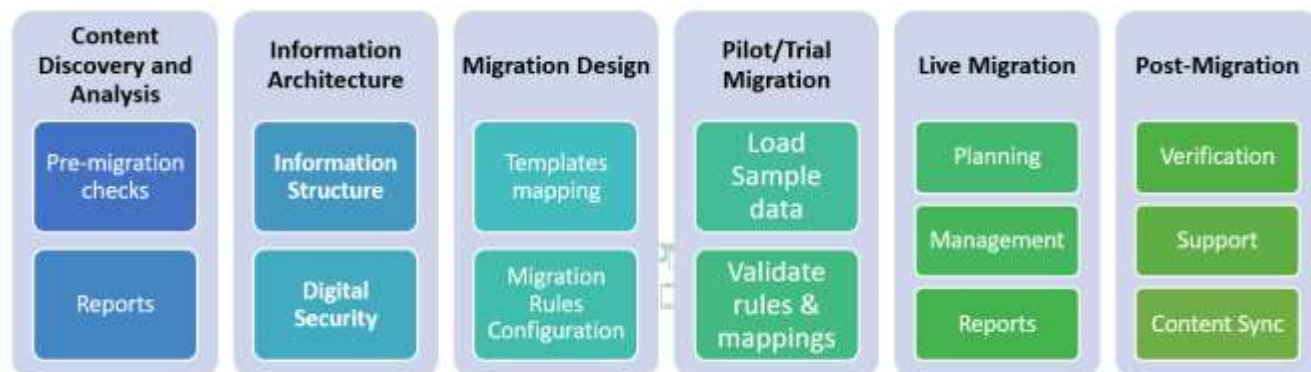 Content
Discovery and
Analysis
Pre-migration
checks
Reports
Information
Architecture
Information
Structure
Digital
Security
Migration Design
Templates
mapping
Migration
Rules
Configuration
Pilot/Trial
Migration
Load
Sample
data
Validate
rules &
mappings
Live Migration
Planning
Management
Reports
Post-Migration
Verification
Support
Content Sync